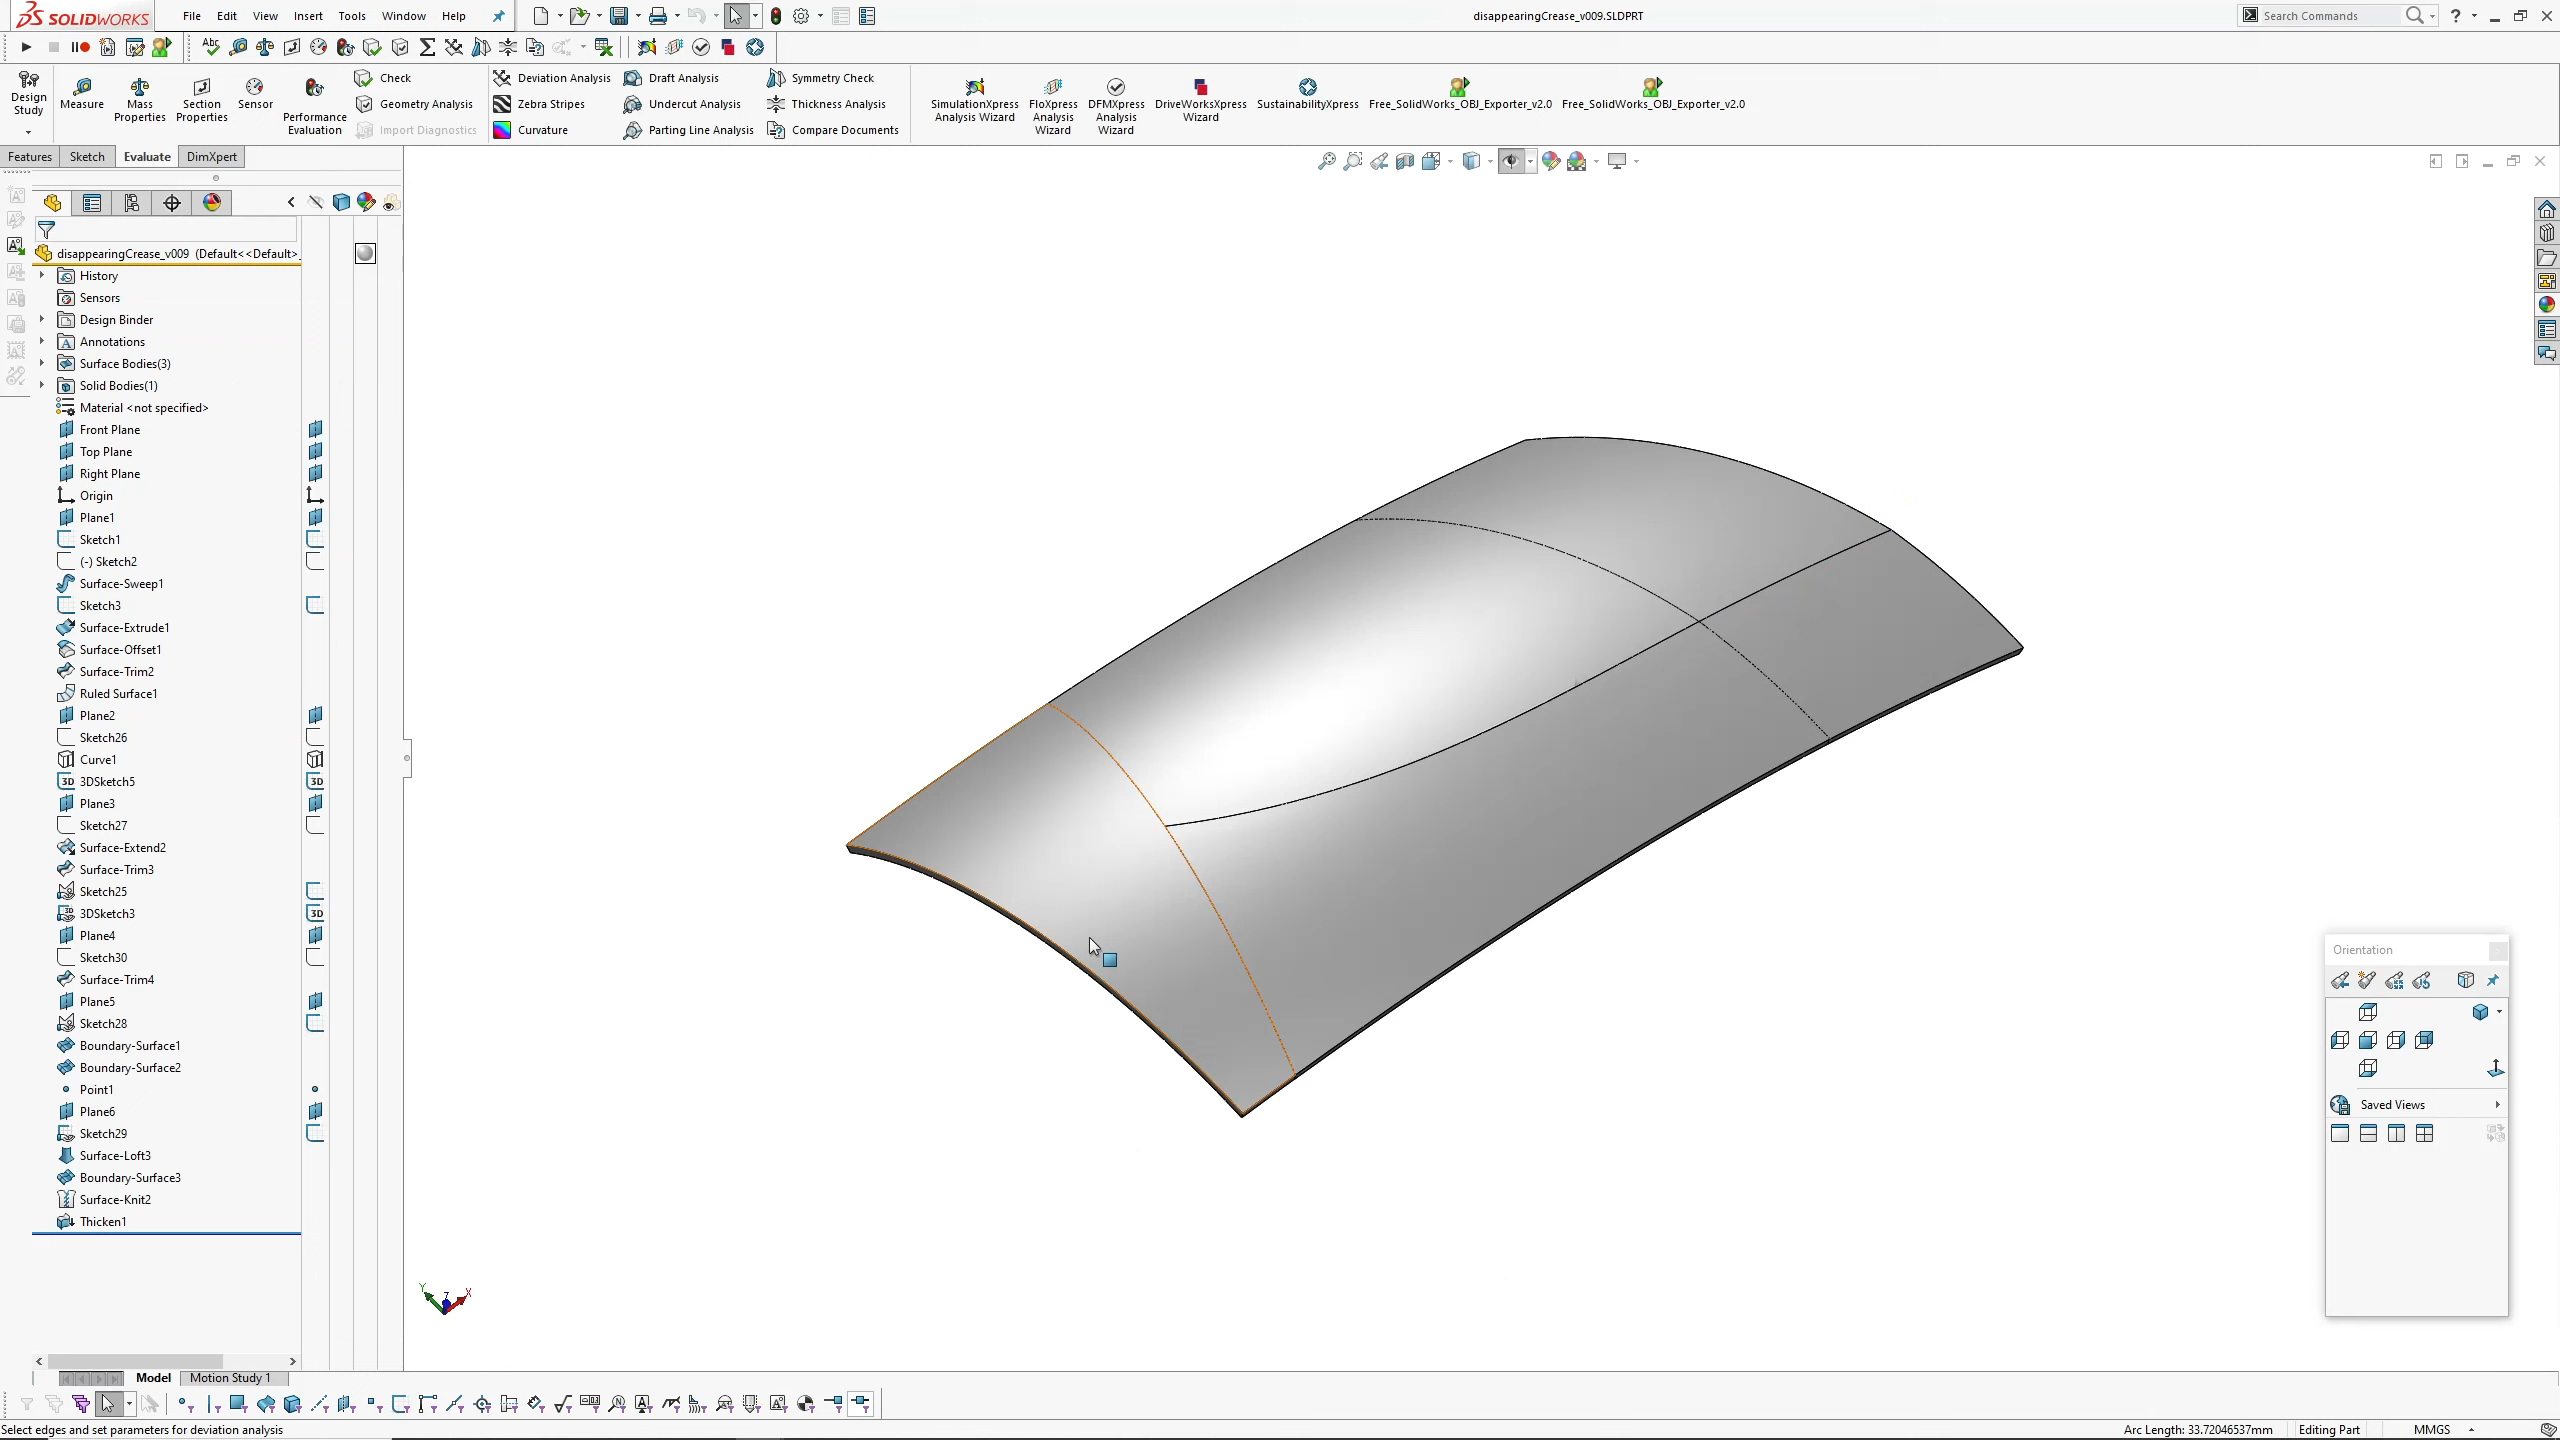 SOLIDWORKS File Edit View Insert Tools Window Help disappearingCrease_v009.SLDPRT Search Commands
Design Study
Measure
Mass Properties
Section Properties
Sensor
Performance Evaluation
Check
Geometry Analysis
Import Diagnostics
Deviation Analysis
Zebra Stripes
Curvature
Draft Analysis
Undercut Analysis
Parting Line Analysis
Symmetry Check
Thickness Analysis
Compare Documents
SimulationXpress Analysis Wizard
FloXpress Analysis Wizard
DFMXpress Analysis Wizard
DriveWorksXpress Wizard
SustainabilityXpress
Free_SolidWorks_OBJ_Exporter_v2.0
Free_SolidWorks_OBJ_Exporter_v2.0
Features Sketch Evaluate DimXpert
disappearingCrease_v009 (Default<<Default>_
History
Sensors
Design Binder
Annotations
Surface Bodies(3)
Solid Bodies(1)
Material <not specified>
Front Plane
Top Plane
Right Plane
Origin
Plane1
Sketch1
(-) Sketch2
Surface-Sweep1
Sketch3
Surface-Extrude1
Surface-Offset1
Surface-Trim2
Ruled Surface1
Plane2
Sketch26
Curve1
3DSketch5
Plane3
Sketch27
Surface-Extend2
Surface-Trim3
Sketch25
3DSketch3
Plane4
Sketch30
Surface-Trim4
Plane5
Sketch28
Boundary-Surface1
Boundary-Surface2
Point1
Plane6
Sketch29
Surface-Loft3
Boundary-Surface3
Surface-Knit2
Thicken1
Orientation
Saved Views
Y Z X
Model Motion Study 1
Select edges and set parameters for deviation analysis Arc Length: 33.72046537mm Editing Part MMGS